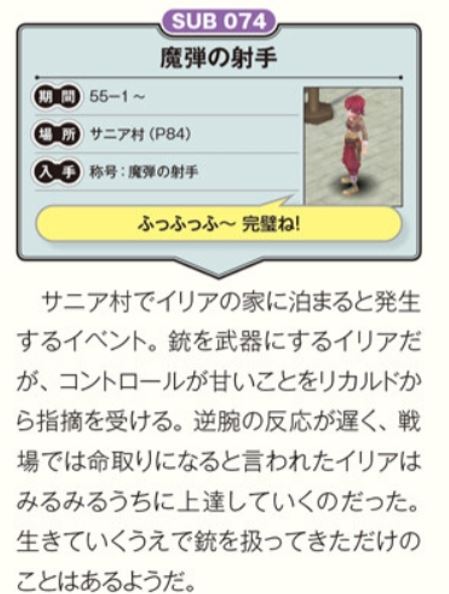 SUB 074
魔弾の射手
期間 55−1～
場所 サニア村（P84）
入手 称号：魔弾の射手
ふっふっふ～ 完璧ね！
　サニア村でイリアの家に泊まると発生
するイベント。銃を武器にするイリアだ
が、コントロールが甘いことをリカルドか
ら指摘を受ける。逆腕の反応が遅く、戦
場では命取りになると言われたイリアは
みるみるうちに上達していくのだった。
生きていくうえで銃を扱ってきただけの
ことはあるようだ。